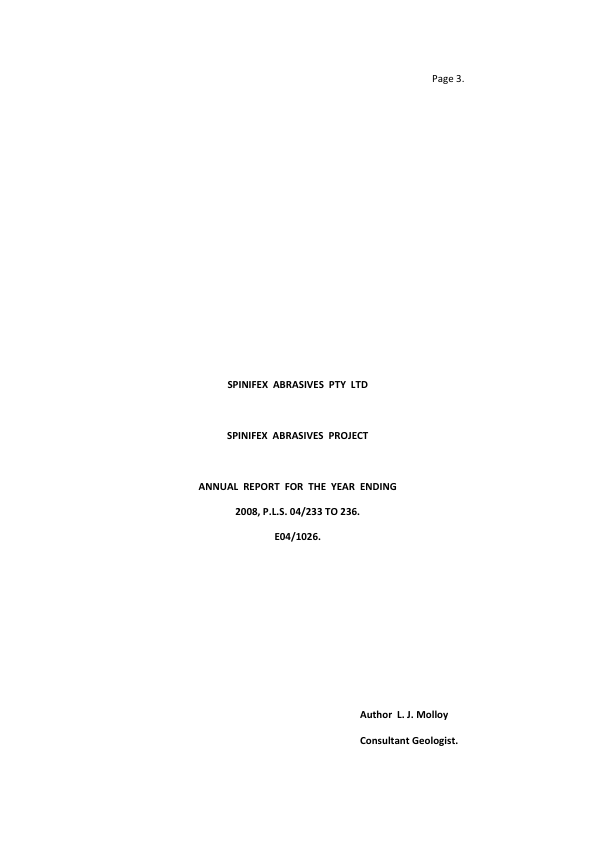 Page 3.
SPINIFEX ABRASIVES PTY LTD
SPINIFEX ABRASIVES PROJECT
ANNUAL REPORT FOR THE YEAR ENDING
2008, P.L.S. 04/233 TO 236.
E04/1026.
Author L. J. Molloy
Consultant Geologist.